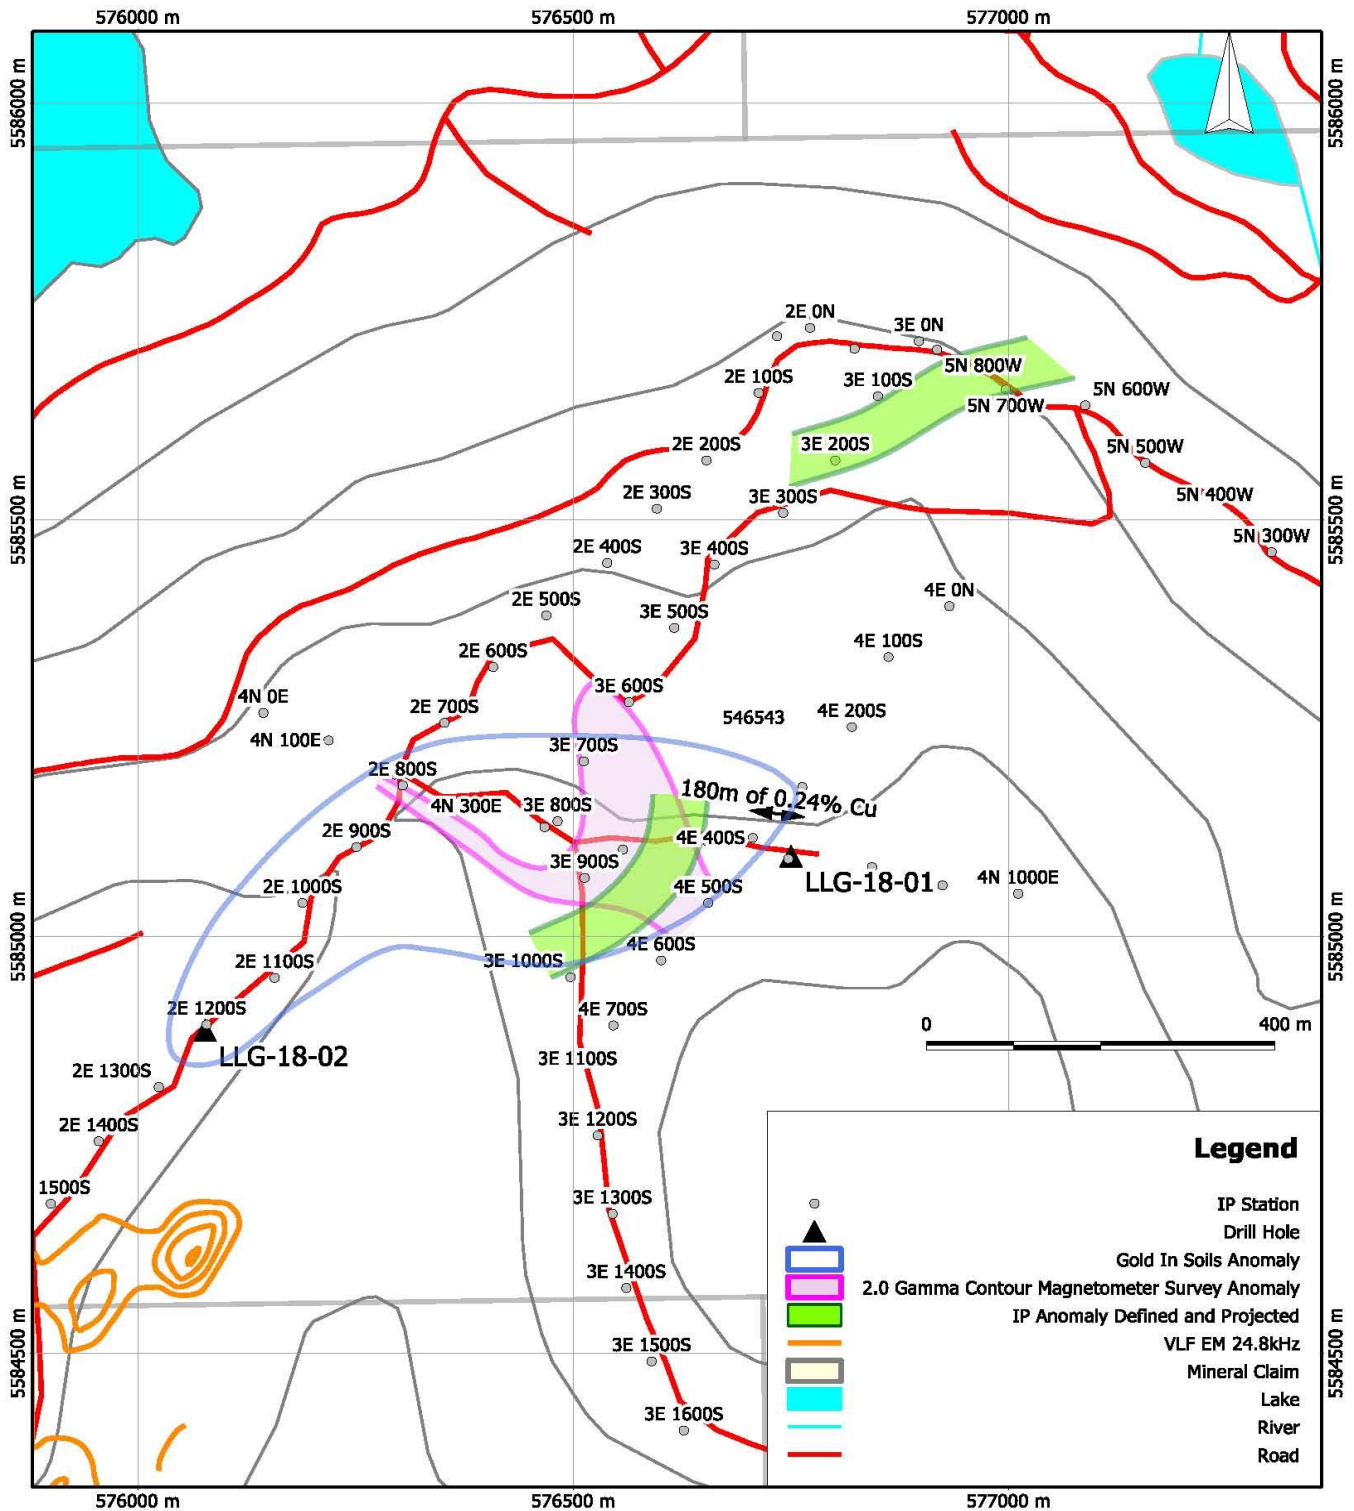 576000 m
576500 m
577000 m
5586000 m
5586000 m
2E 0N
3E 0N
5N 800W
2E 100S
3E 100S
5N 600W
5N 700W
2E 200S
3E 200S
5N 500W
2E 300S
3E 300S
5N 400W
5585500 m
5585500 m
5N 300W
2E 400S
3E 400S
4E 0N
2E 500S
3E 500S
4E 100S
2E 600S
3E 600S
4N 0E
2E 700S
546543
4E 200S
4N 100E
3E 700S
2E 800S
180m of 0.24% Cu
4N 300E
3E 800S
2E 900S
4E 400S
3E 900S
LLG-18-01
4N 1000E
2E 1000S
4E 500S
5585000 m
5585000 m
4E 600S
2E 1100S
3E 1000S
2E 1200S
4E 700S
0
400 m
LLG-18-02
3E 1100S
2E 1300S
2E 1400S
3E 1200S
Legend
1500S
3E 1300S
IP Station
Drill Hole
Gold In Soils Anomaly
3E 1400S
2.0 Gamma Contour Magnetometer Survey Anomaly
IP Anomaly Defined and Projected
3E 1500S
VLF EM 24.8kHz
5584500 m
5584500 m
Mineral Claim
Lake
3E 1600S
River
Road
576000 m
576500 m
577000 m